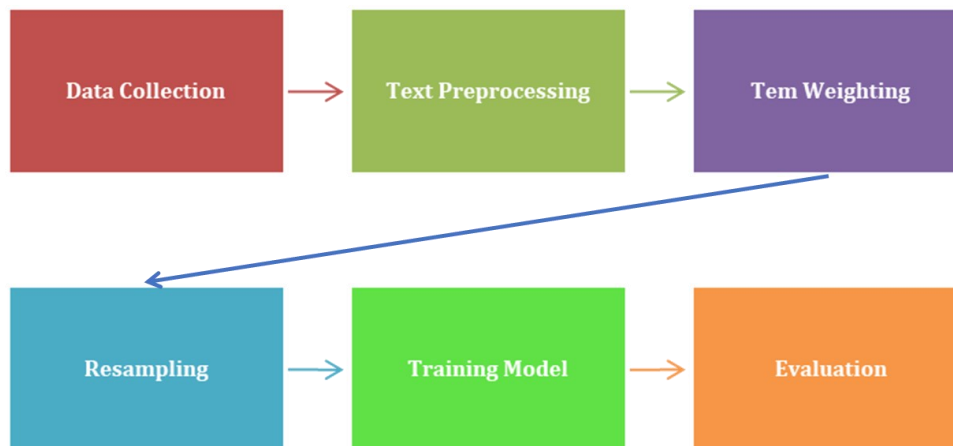 Data Collection
Text Preprocessing
Tem Weighting
Resampling
Training Model
Evaluation